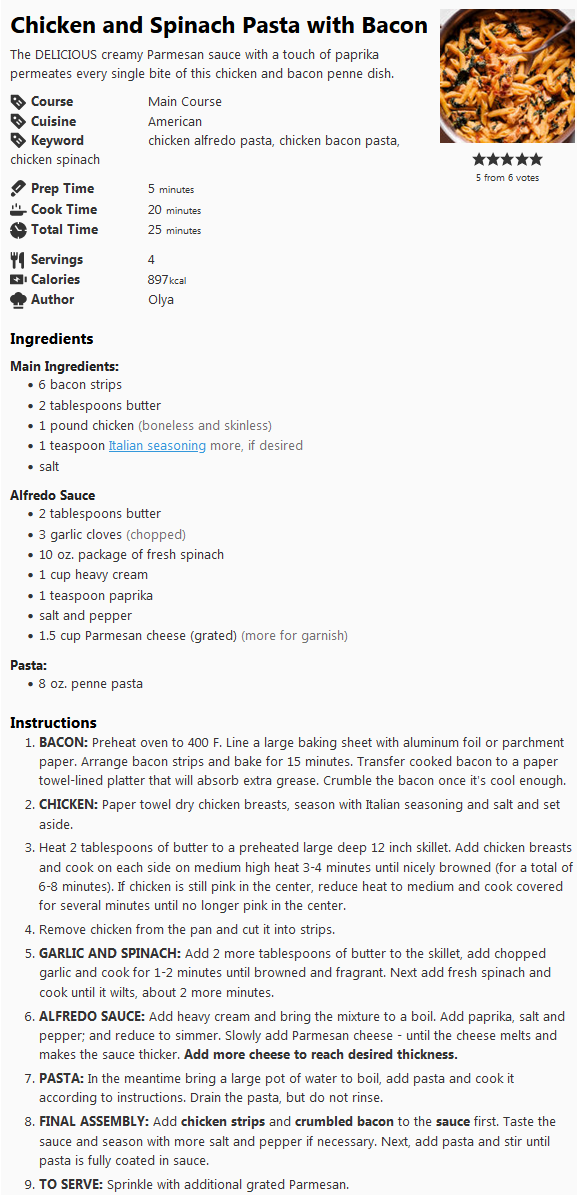 Chicken and Spinach Pasta with Bacon
The DELICIOUS creamy Parmesan sauce with a touch of paprika
permeates every single bite of this chicken and bacon penne dish.
Course Main Course
Cuisine American
Keyword chicken alfredo pasta, chicken bacon pasta,
chicken spinach
5 from 6 votes
Prep Time 5 minutes
Cook Time 20 minutes
Total Time 25 minutes
Servings 4
Calories 897kcal
Author Olya
Ingredients
Main Ingredients:
• 6 bacon strips
• 2 tablespoons butter
• 1 pound chicken (boneless and skinless)
• 1 teaspoon Italian seasoning more, if desired
• salt
Alfredo Sauce
• 2 tablespoons butter
• 3 garlic cloves (chopped)
• 10 oz. package of fresh spinach
• 1 cup heavy cream
• 1 teaspoon paprika
• salt and pepper
• 1.5 cup Parmesan cheese (grated) (more for garnish)
Pasta:
• 8 oz. penne pasta
Instructions
1. BACON: Preheat oven to 400 F. Line a large baking sheet with aluminum foil or parchment
paper. Arrange bacon strips and bake for 15 minutes. Transfer cooked bacon to a paper
towel-lined platter that will absorb extra grease. Crumble the bacon once it's cool enough.
2. CHICKEN: Paper towel dry chicken breasts, season with Italian seasoning and salt and set
aside.
3. Heat 2 tablespoons of butter to a preheated large deep 12 inch skillet. Add chicken breasts
and cook on each side on medium high heat 3-4 minutes until nicely browned (for a total of
6-8 minutes). If chicken is still pink in the center, reduce heat to medium and cook covered
for several minutes until no longer pink in the center.
4. Remove chicken from the pan and cut it into strips.
5. GARLIC AND SPINACH: Add 2 more tablespoons of butter to the skillet, add chopped
garlic and cook for 1-2 minutes until browned and fragrant. Next add fresh spinach and
cook until it wilts, about 2 more minutes.
6. ALFREDO SAUCE: Add heavy cream and bring the mixture to a boil. Add paprika, salt and
pepper; and reduce to simmer. Slowly add Parmesan cheese - until the cheese melts and
makes the sauce thicker. Add more cheese to reach desired thickness.
7. PASTA: In the meantime bring a large pot of water to boil, add pasta and cook it
according to instructions. Drain the pasta, but do not rinse.
8. FINAL ASSEMBLY: Add chicken strips and crumbled bacon to the sauce first. Taste the
sauce and season with more salt and pepper if necessary. Next, add pasta and stir until
pasta is fully coated in sauce.
9. TO SERVE: Sprinkle with additional grated Parmesan.